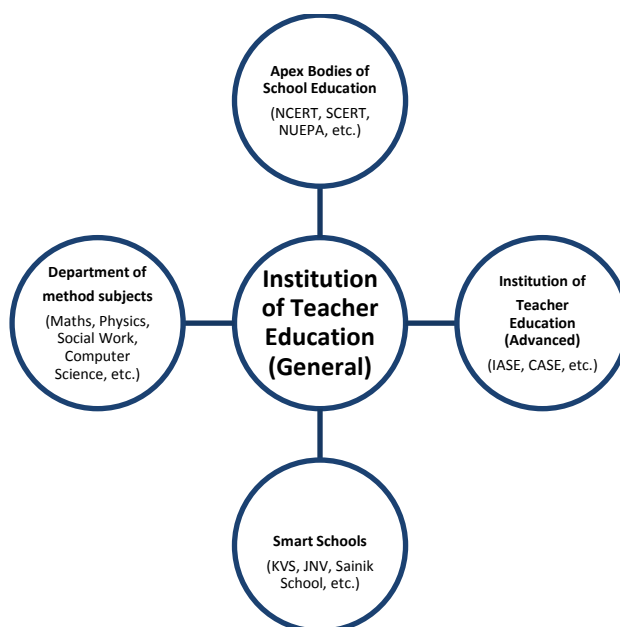 Apex Bodies of
School Education
(NCERT, SCERT,
NUEPA, etc.)
Department of
method subjects
(Maths, Physics,
Social Work,
Computer
Science, etc.)
Institution
of Teacher
Education
(General)
Institution of
Teacher
Education
(Advanced)
(IASE, CASE, etc.)
Smart Schools
(KVS, JNV, Sainik
School, etc.)